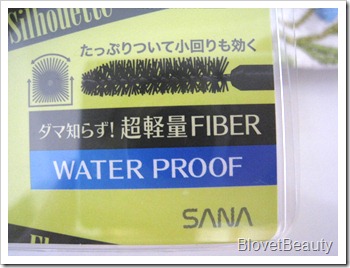 Silhouette
たっぷりついて小回りも効く
ダマ知らず!超軽量FIBER
WATER PROOF
SANA
BlovetBeauty